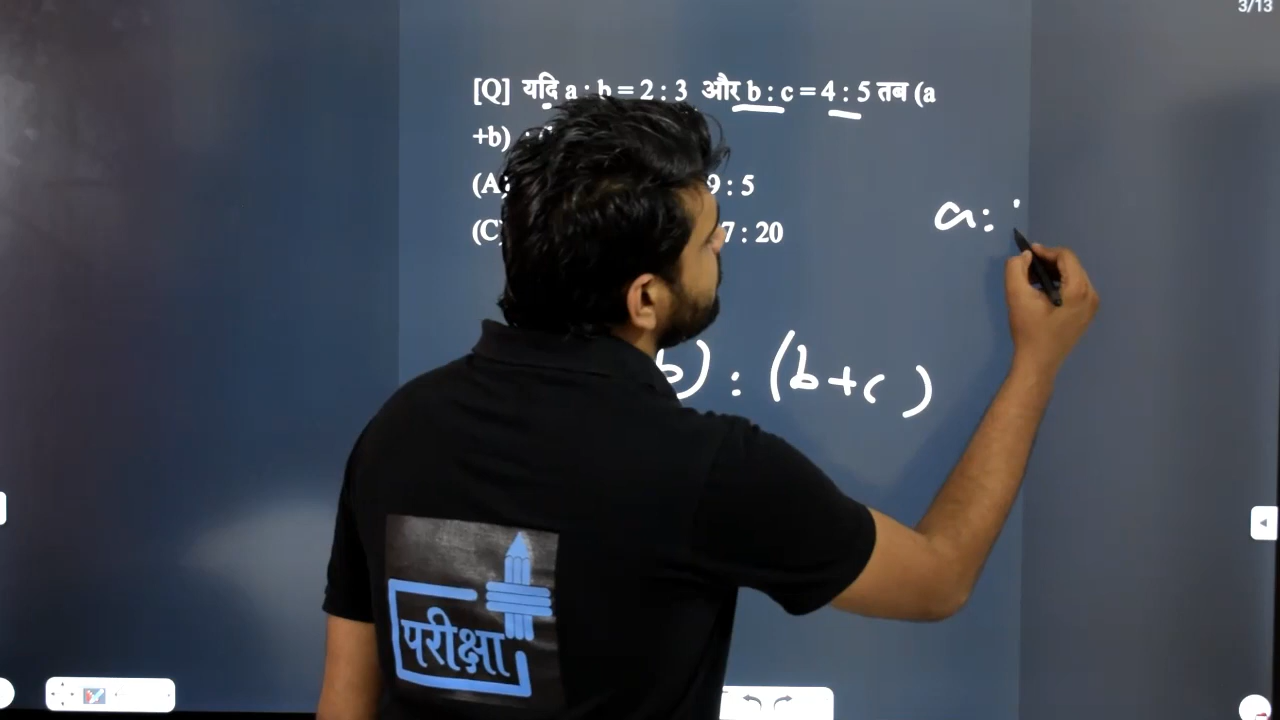 3/13
[Q] यदि a : b = 2 : 3 और b : c = 4 : 5 तब (a
+b)
(A) 9 : 5
(C) 7 : 20
a :
b) : (b+c)
परीक्षा